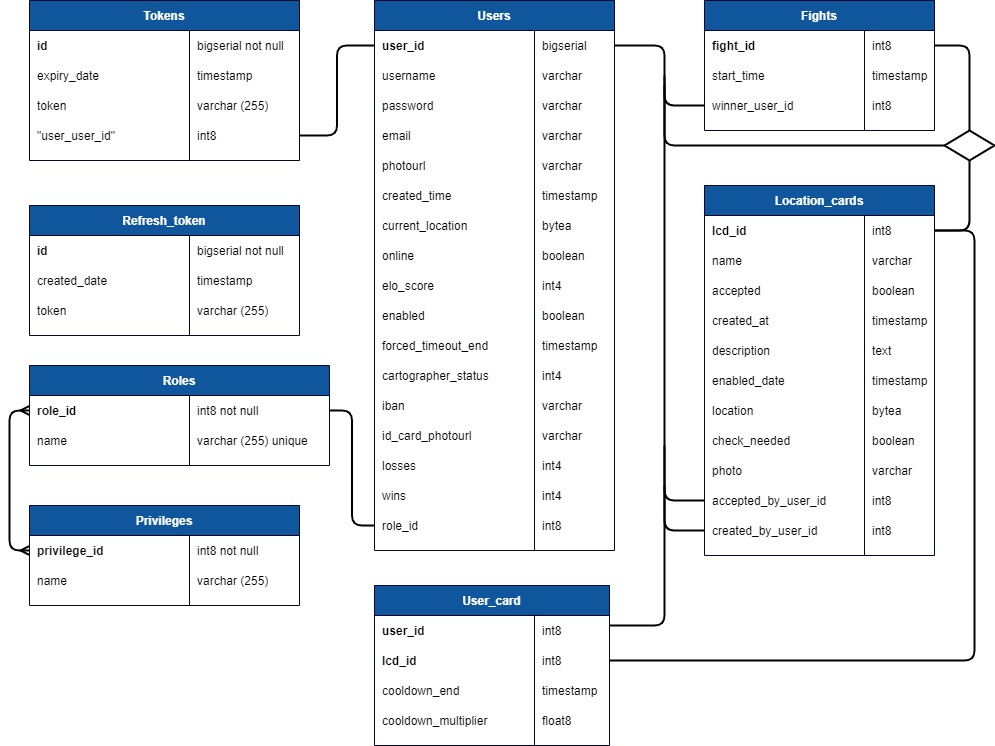 Tokens
id bigserial not null
expiry_date timestamp
token varchar (255)
"user_user_id" int8
Refresh_token
id bigserial not null
created_date timestamp
token varchar (255)
Roles
role_id int8 not null
name varchar (255) unique
Privileges
privilege_id int8 not null
name varchar (255)
Users
user_id bigserial
username varchar
password varchar
email varchar
photourl varchar
created_time timestamp
current_location bytea
online boolean
elo_score int4
enabled boolean
forced_timeout_end timestamp
cartographer_status int4
iban varchar
id_card_photourl varchar
losses int4
wins int4
role_id int8
User_card
user_id int8
lcd_id int8
cooldown_end timestamp
cooldown_multiplier float8
Fights
fight_id int8
start_time timestamp
winner_user_id int8
Location_cards
lcd_id int8
name varchar
accepted boolean
created_at timestamp
description text
enabled_date timestamp
location bytea
check_needed boolean
photo varchar
accepted_by_user_id int8
created_by_user_id int8